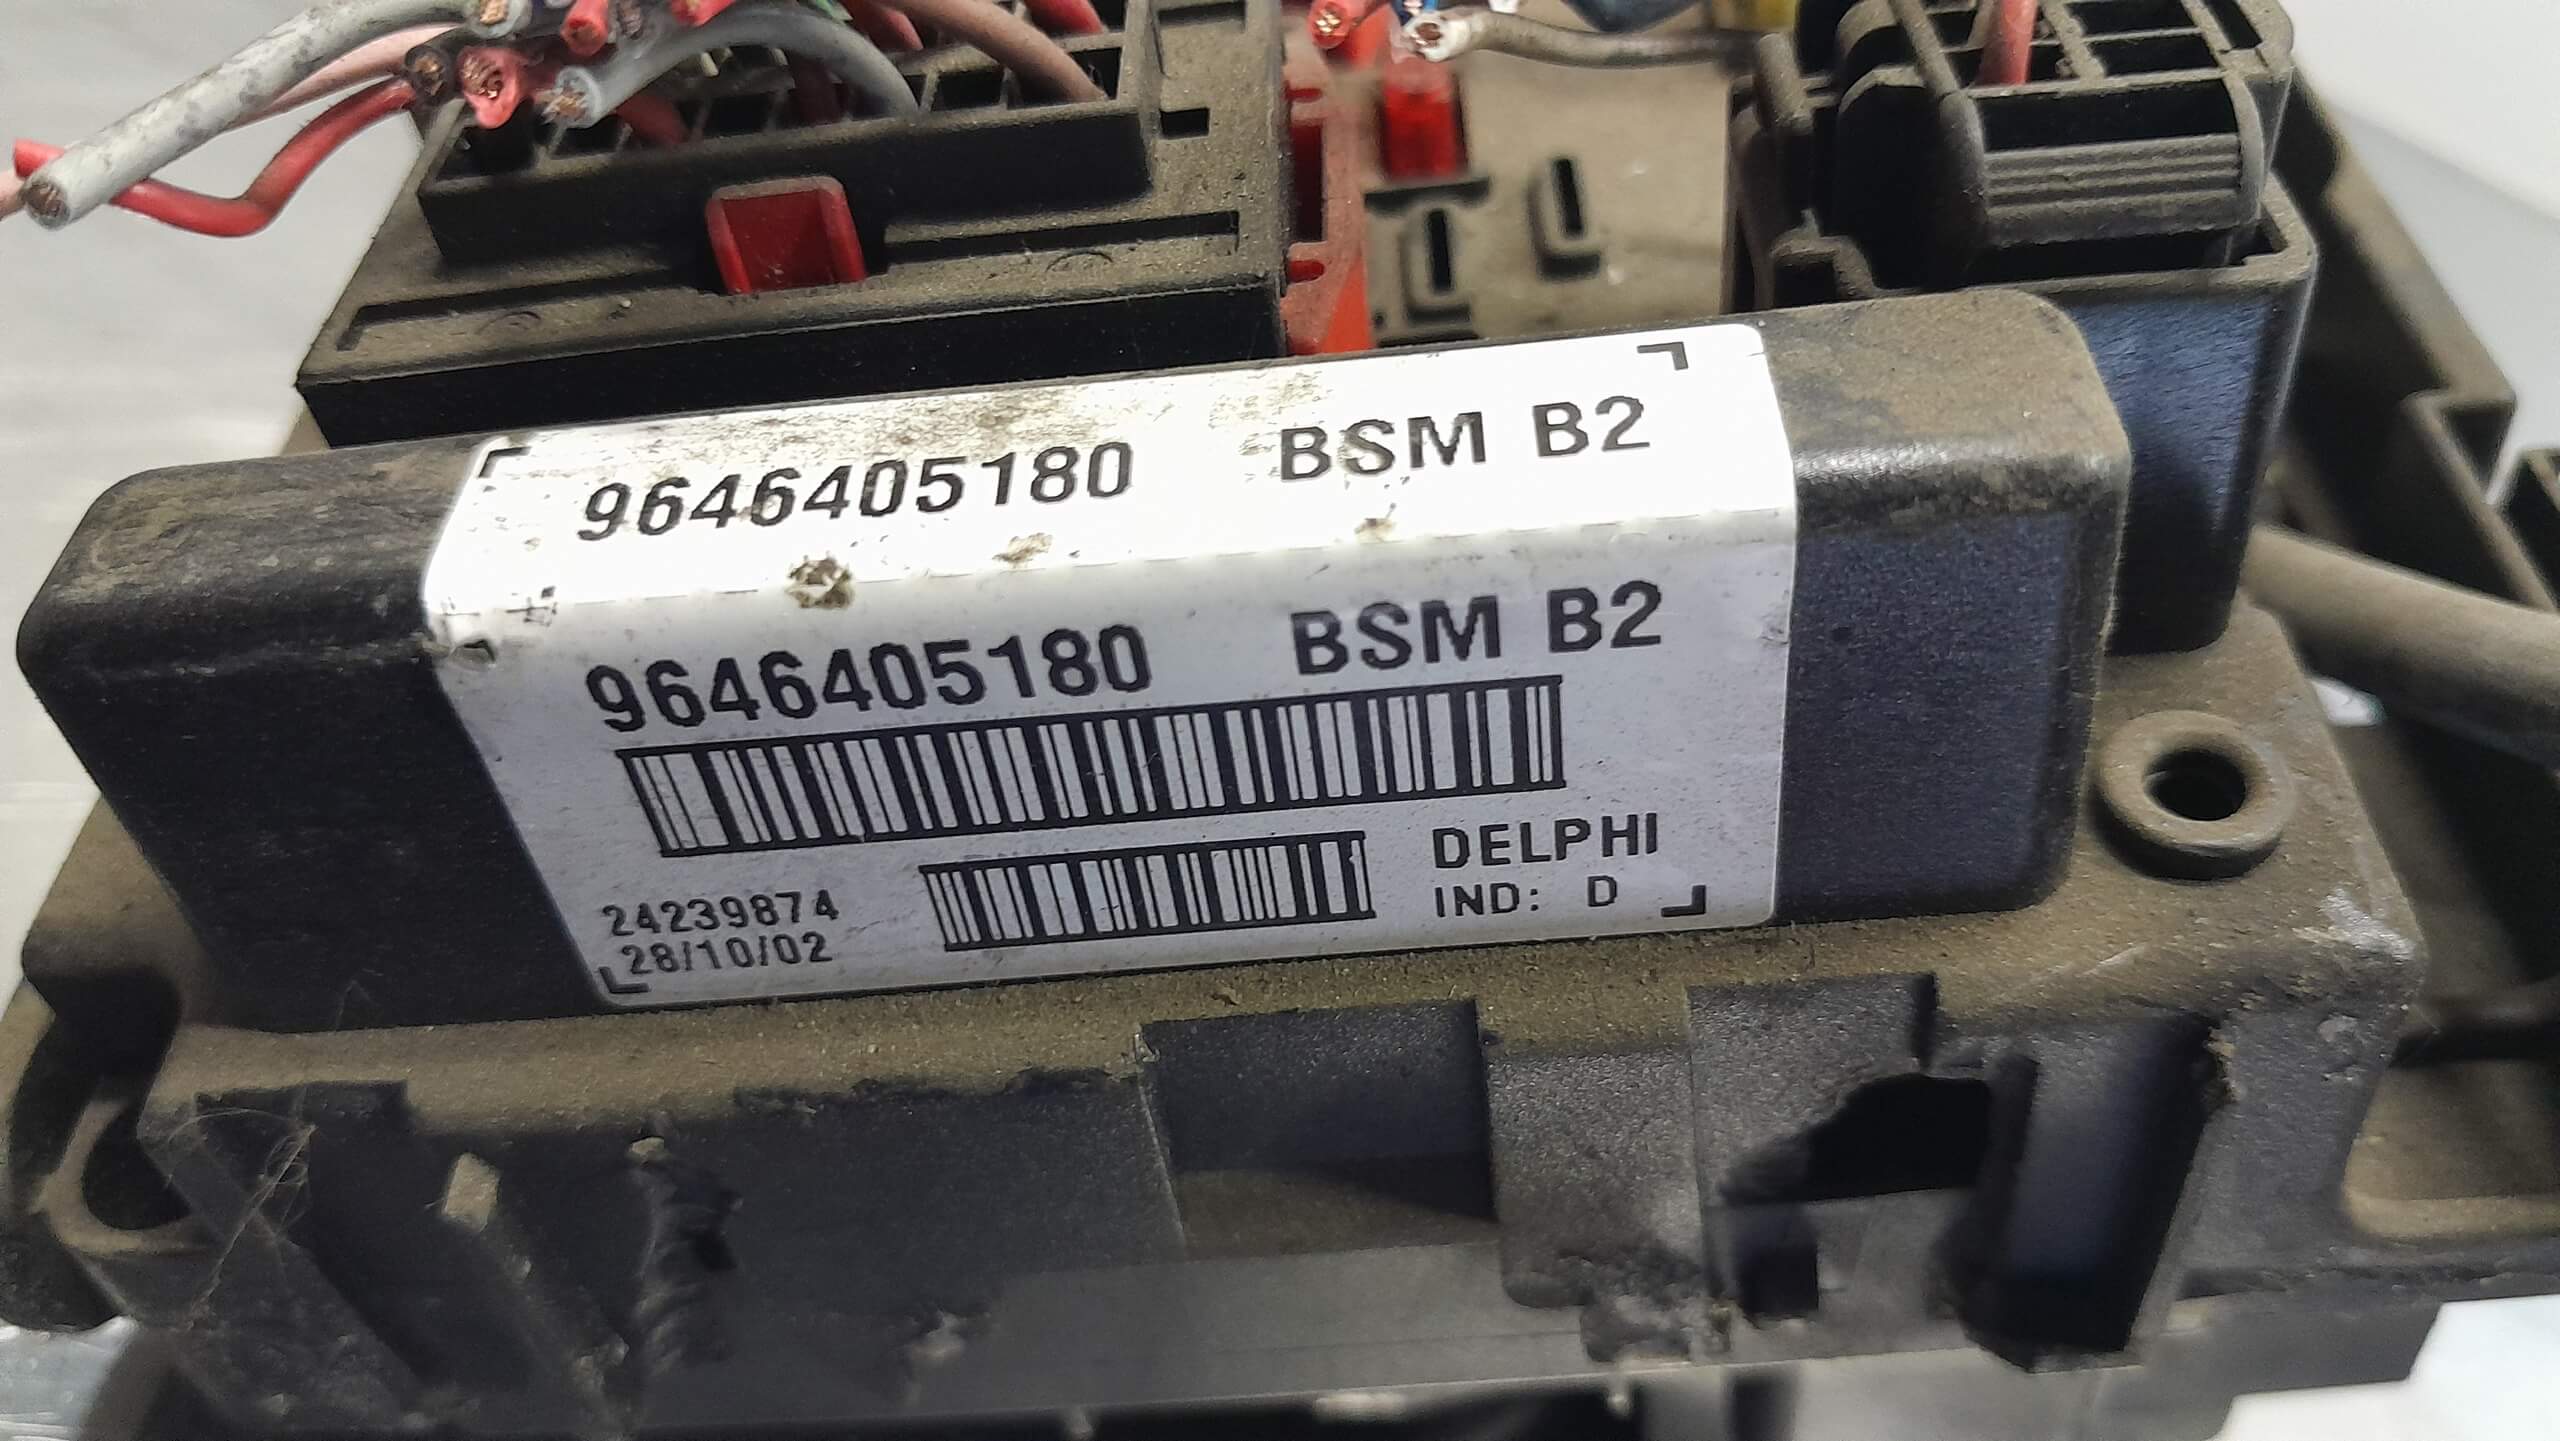 9646405180 BSM B2
9646405180 BSM B2
DELPHI
24239874
IND: D
28/10/02